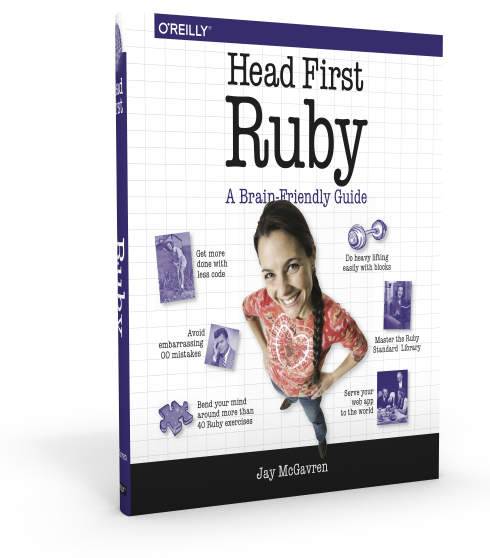 O'REILLY®
Head First
Ruby
A Brain-Friendly Guide
Get more
done with
less code
Do heavy lifting
easily with blocks
Avoid
embarrassing
OO mistakes
Master the Ruby
Standard Library
Bend your mind
around more than
40 Ruby exercises
Serve your
web app
to the world
Jay McGavren
Head
First
Ruby